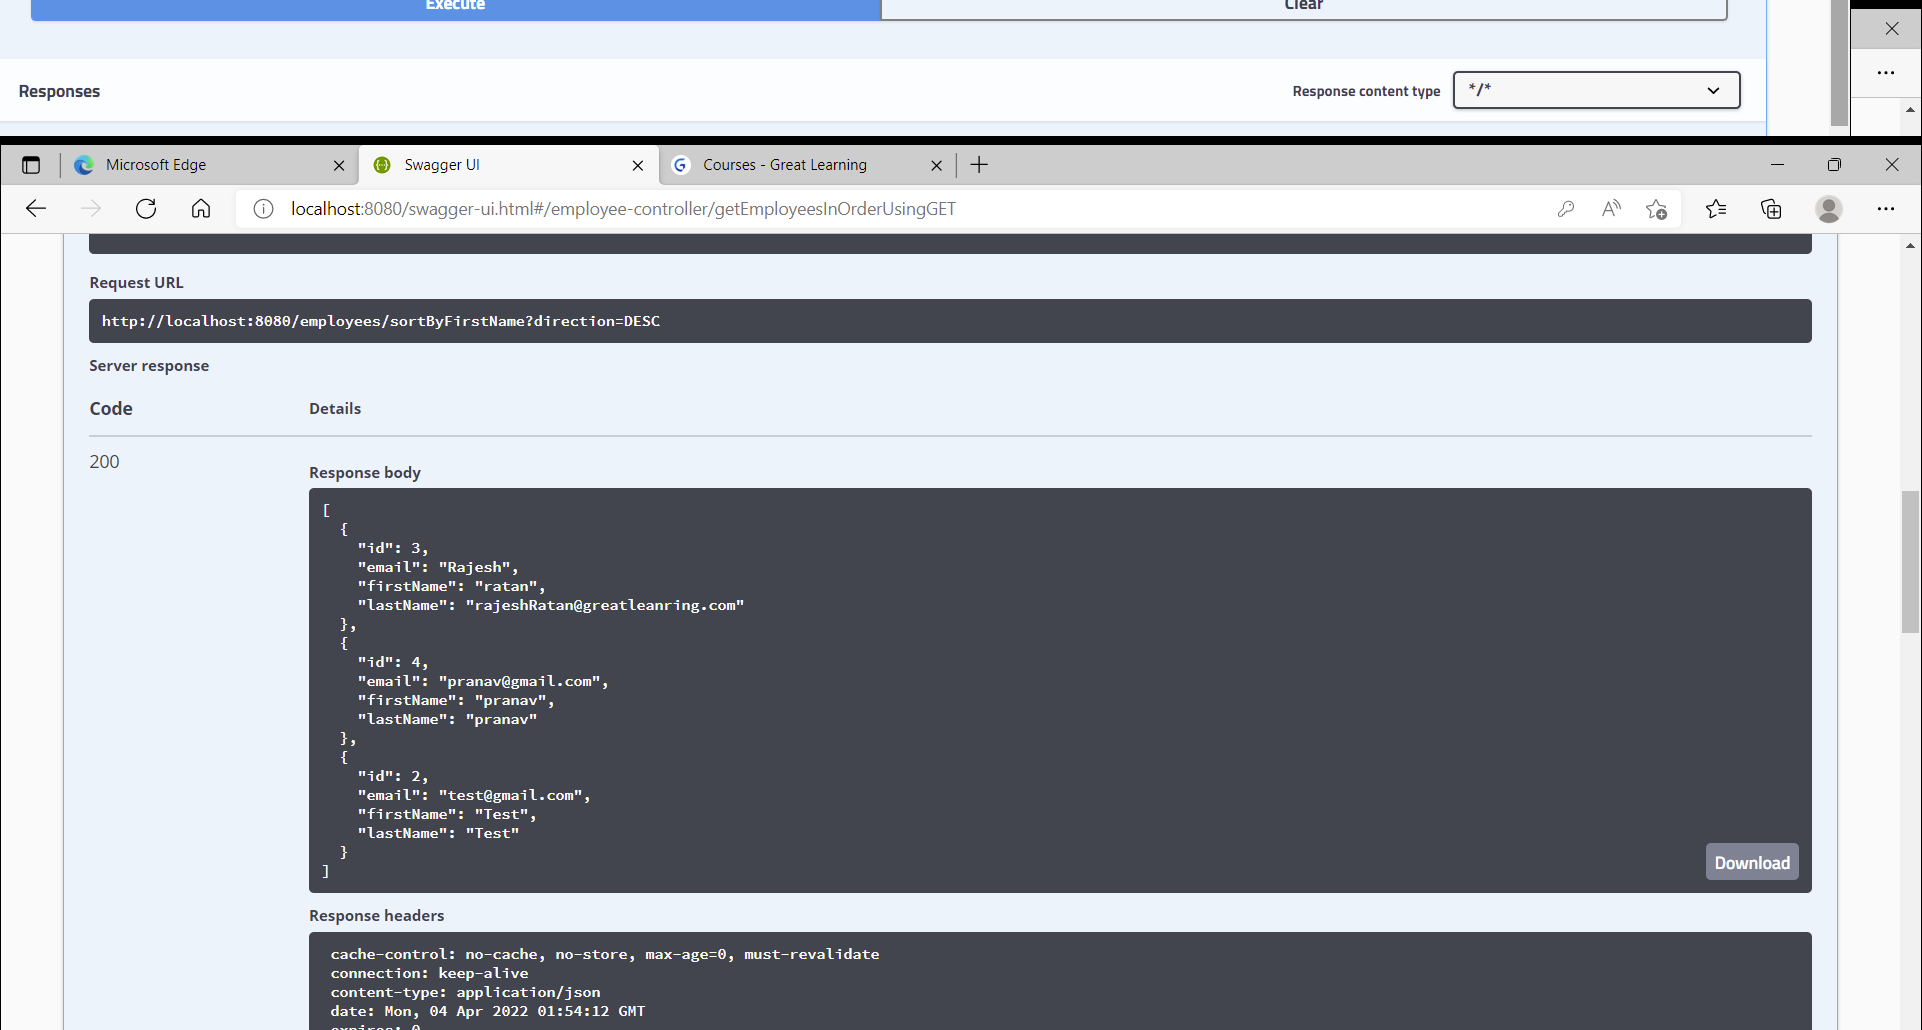 Execute
Clear
Responses
Response content type */*
Microsoft Edge
Swagger UI
Courses - Great Learning
localhost:8080/swagger-ui.html#/employee-controller/getEmployeesInOrderUsingGET
Request URL
http://localhost:8080/employees/sortByFirstName?direction=DESC
Server response
Code Details
200
Response body
[
  {
    "id": 3,
    "email": "Rajesh",
    "firstName": "ratan",
    "lastName": "rajeshRatan@greatleanring.com"
  },
  {
    "id": 4,
    "email": "pranav@gmail.com",
    "firstName": "pranav",
    "lastName": "pranav"
  },
  {
    "id": 2,
    "email": "test@gmail.com",
    "firstName": "Test",
    "lastName": "Test"
  }
]
Download
Response headers
cache-control: no-cache, no-store, max-age=0, must-revalidate
connection: keep-alive
content-type: application/json
date: Mon, 04 Apr 2022 01:54:12 GMT
expires: 0